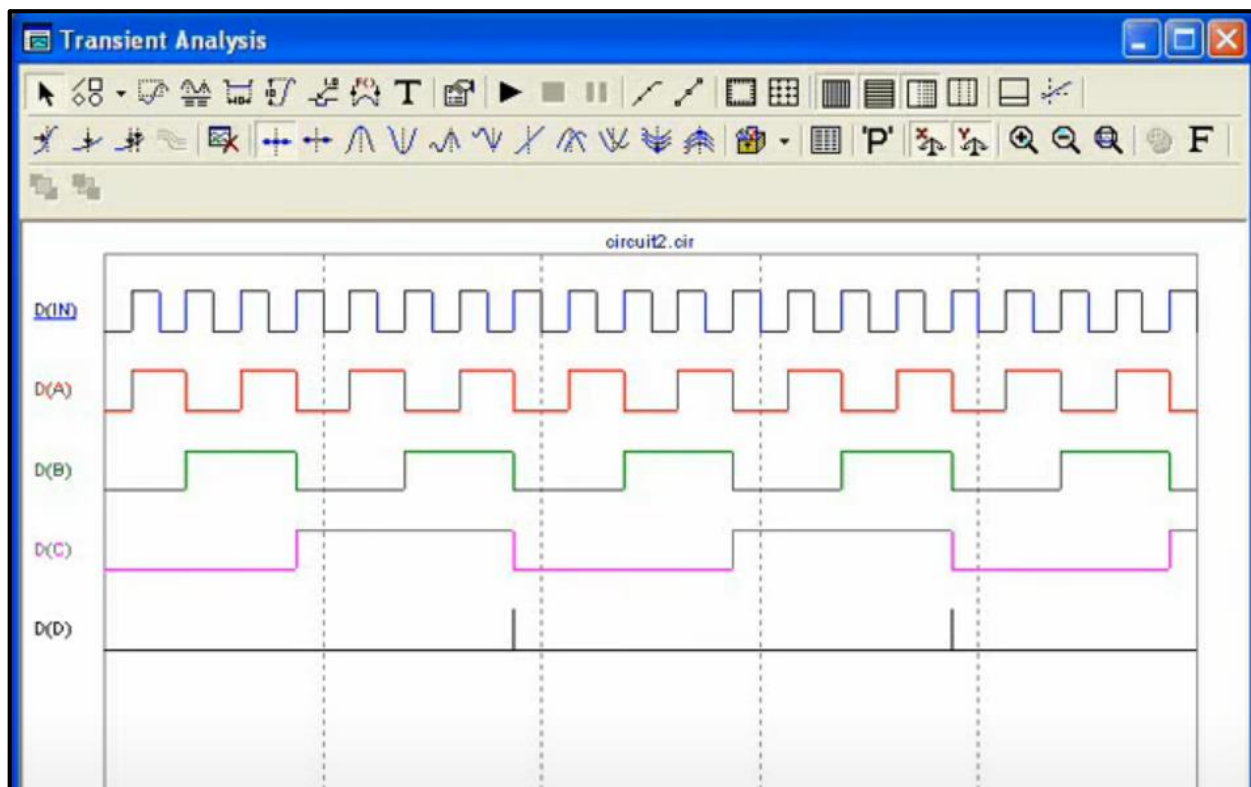 Transient Analysis
T
'P'
X Y
F
circuit2.cir
D(IN)
D(A)
D(B)
D(C)
D(D)